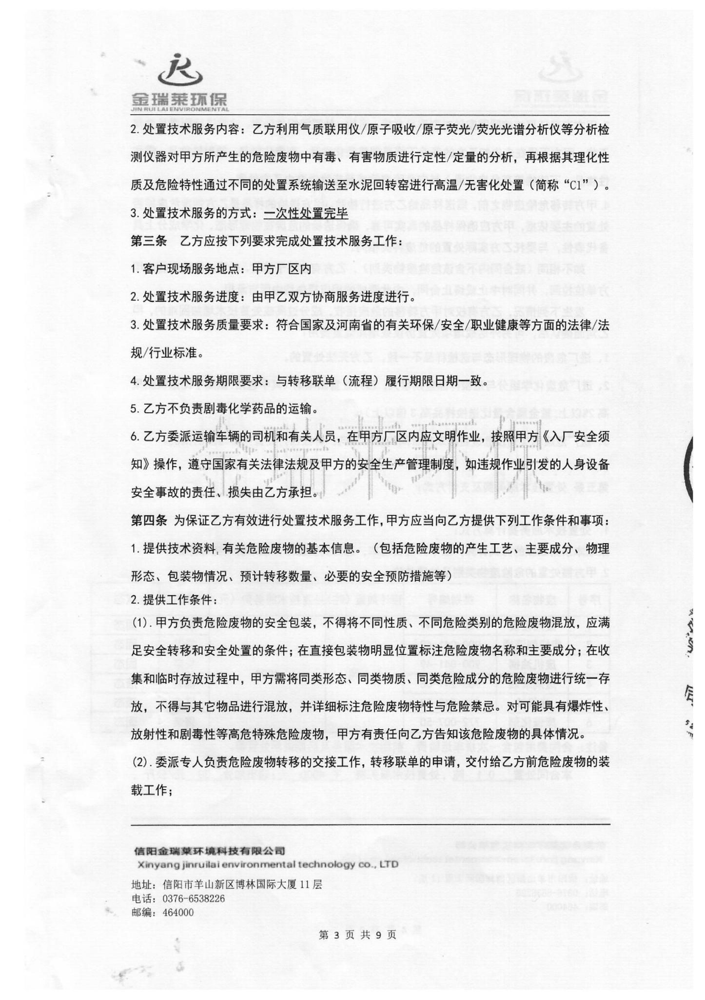 金瑞莱环保
JIN RUI LAI ENVIRONMENTAL
2.处置技术服务内容：乙方利用气质联用仪/原子吸收/原子荧光/荧光光谱分析仪等分析检
测仪器对甲方所产生的危险废物中有毒、有害物质进行定性/定量的分析，再根据其理化性
质及危险特性通过不同的处置系统输送至水泥回转窑进行高温/无害化处置（简称“C1”）。
3.处置技术服务的方式：一次性处置完毕
第三条 乙方应按下列要求完成处置技术服务工作：
1.客户现场服务地点：甲方厂区内
2.处置技术服务进度：由甲乙双方协商服务进度进行。
3.处置技术服务质量要求：符合国家及河南省的有关环保/安全/职业健康等方面的法律/法
规/行业标准。
4.处置技术服务期限要求：与转移联单（流程）履行期限日期一致。
5.乙方不负责剧毒化学药品的运输。
6.乙方委派运输车辆的司机和有关人员，在甲方厂区内应文明作业，按照甲方《入厂安全须
知》操作，遵守国家有关法律法规及甲方的安全生产管理制度，如违规作业引发的人身设备
安全事故的责任、损失由乙方承担。
第四条 为保证乙方有效进行处置技术服务工作,甲方应当向乙方提供下列工作条件和事项：
1.提供技术资料:有关危险废物的基本信息。（包括危险废物的产生工艺、主要成分、物理
形态、包装物情况、预计转移数量、必要的安全预防措施等）
2.提供工作条件：
(1).甲方负责危险废物的安全包装，不得将不同性质、不同危险类别的危险废物混放，应满
足安全转移和安全处置的条件；在直接包装物明显位置标注危险废物名称和主要成分；在收
集和临时存放过程中，甲方需将同类形态、同类物质、同类危险成分的危险废物进行统一存
放，不得与其它物品进行混放，并详细标注危险废物特性与危险禁忌。对可能具有爆炸性、
放射性和剧毒性等高危特殊危险废物，甲方有责任向乙方告知该危险废物的具体情况。
(2).委派专人负责危险废物转移的交接工作，转移联单的申请，交付给乙方前危险废物的装
载工作；
信阳金瑞莱环境科技有限公司
Xinyang jinruilai environmental technology co., LTD
地址：信阳市羊山新区博林国际大厦 11 层
电话：0376-6538226
邮编：464000
第 3 页 共 9 页